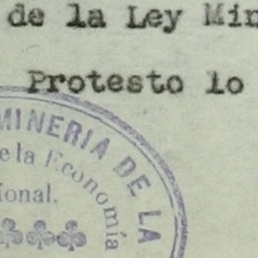 de la Ley Min
Protesto lo
MINERIA DE LA
de la Economía
ional.